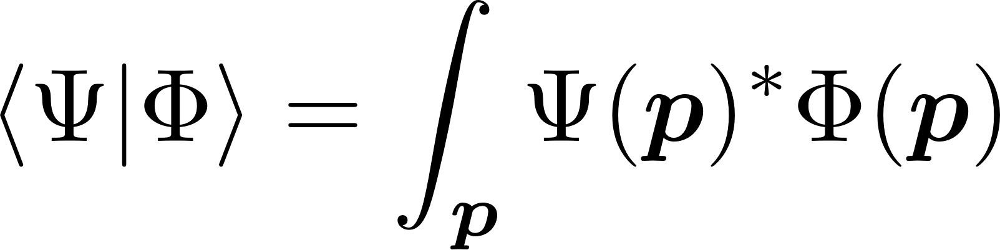 ⟨Ψ|Φ⟩ = ∫_𝒑 Ψ(𝒑)* Φ(𝒑)